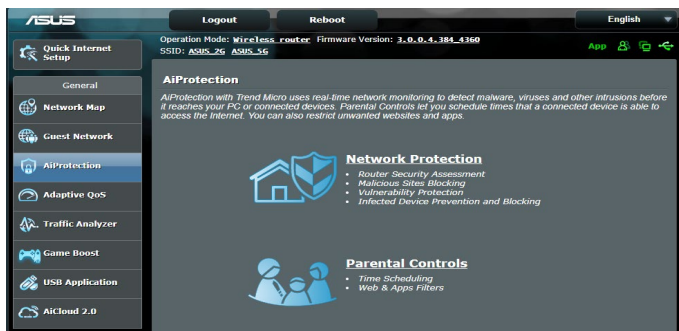 ASUS
Logout
Reboot
English
Quick Internet
Setup
Operation Mode: Wireless router Firmware Version: 3.0.0.4.384_4360
SSID: ASUS_2G ASUS_5G
App
General
Network Map
Guest Network
AiProtection
Adaptive QoS
Traffic Analyzer
Game Boost
USB Application
AiCloud 2.0
AiProtection
AiProtection with Trend Micro uses real-time network monitoring to detect malware, viruses and other intrusions before
it reaches your PC or connected devices. Parental Controls let you schedule times that a connected device is able to
access the Internet. You can also restrict unwanted websites and apps.
Network Protection
• Router Security Assessment
• Malicious Sites Blocking
• Vulnerability Protection
• Infected Device Prevention and Blocking
Parental Controls
• Time Scheduling
• Web & Apps Filters